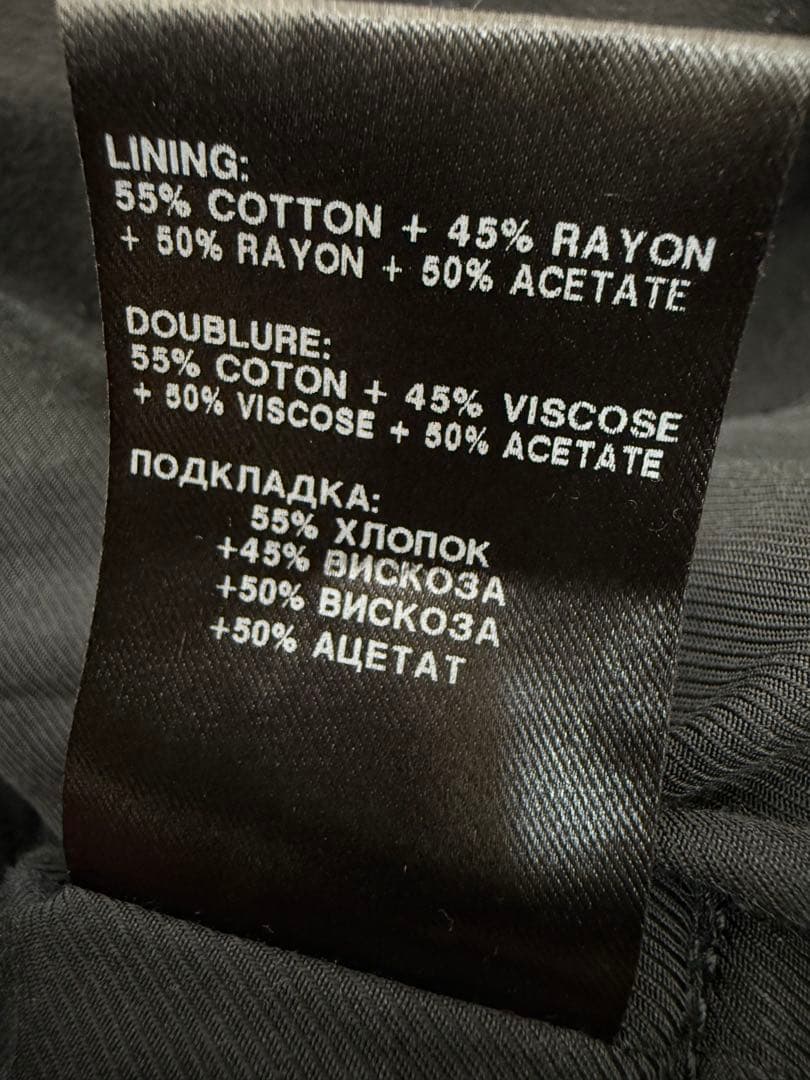 LINING:
55% COTTON + 45% RAYON
+ 50% RAYON + 50% ACETATE
DOUBLURE:
55% COTON + 45% VISCOSE
+ 50% VISCOSE + 50% ACETATE
ПОДКЛАДКА:
55% ХЛОПОК
+45% ВИСКОЗА
+50% ВИСКОЗА
+50% АЦЕТАТ